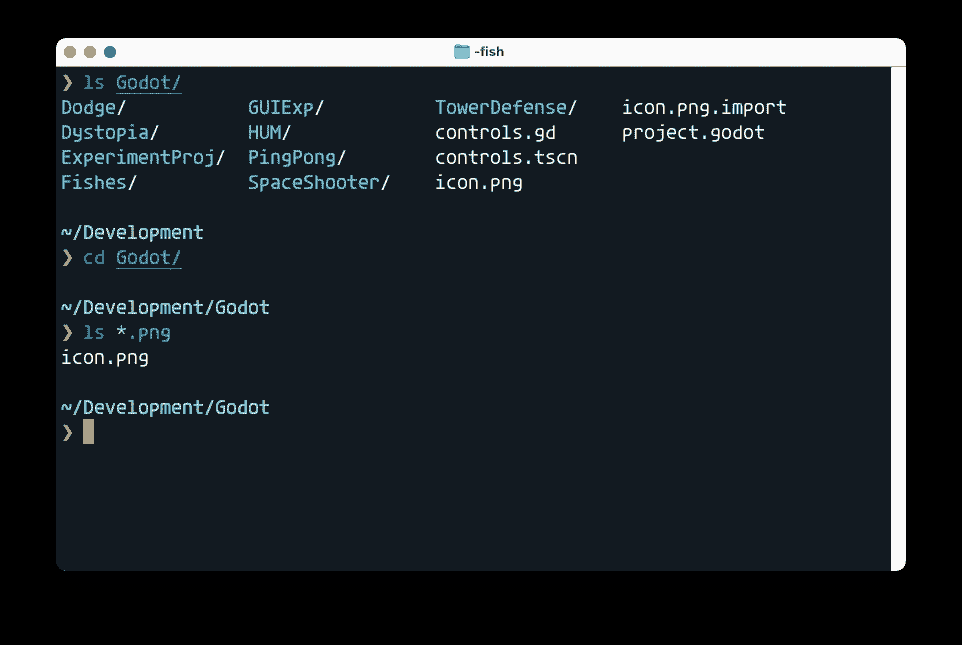 -fish
❯ ls Godot/
Dodge/ GUIExp/ TowerDefense/ icon.png.import
Dystopia/ HUM/ controls.gd project.godot
ExperimentProj/ PingPong/ controls.tscn
Fishes/ SpaceShooter/ icon.png
~/Development
❯ cd Godot/
~/Development/Godot
❯ ls *.png
icon.png
~/Development/Godot
❯